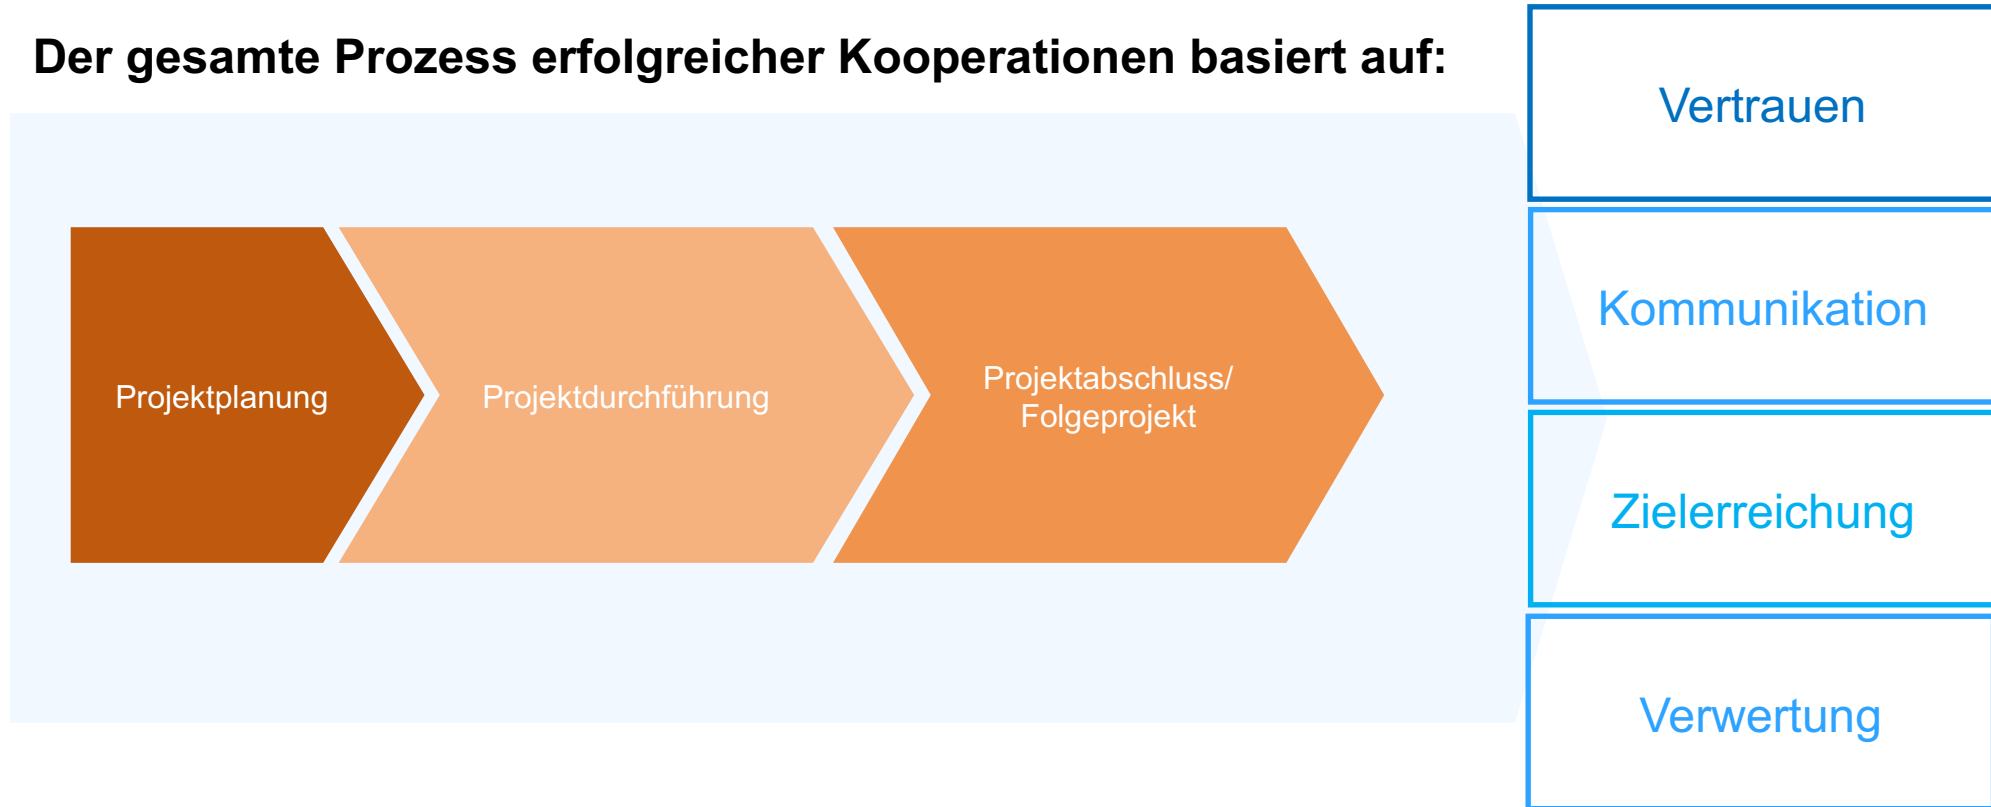 Der gesamte Prozess erfolgreicher Kooperationen basiert auf:
Projektplanung
Projektdurchführung
Projektabschluss/
Folgeprojekt
Vertrauen
Kommunikation
Zielerreichung
Verwertung